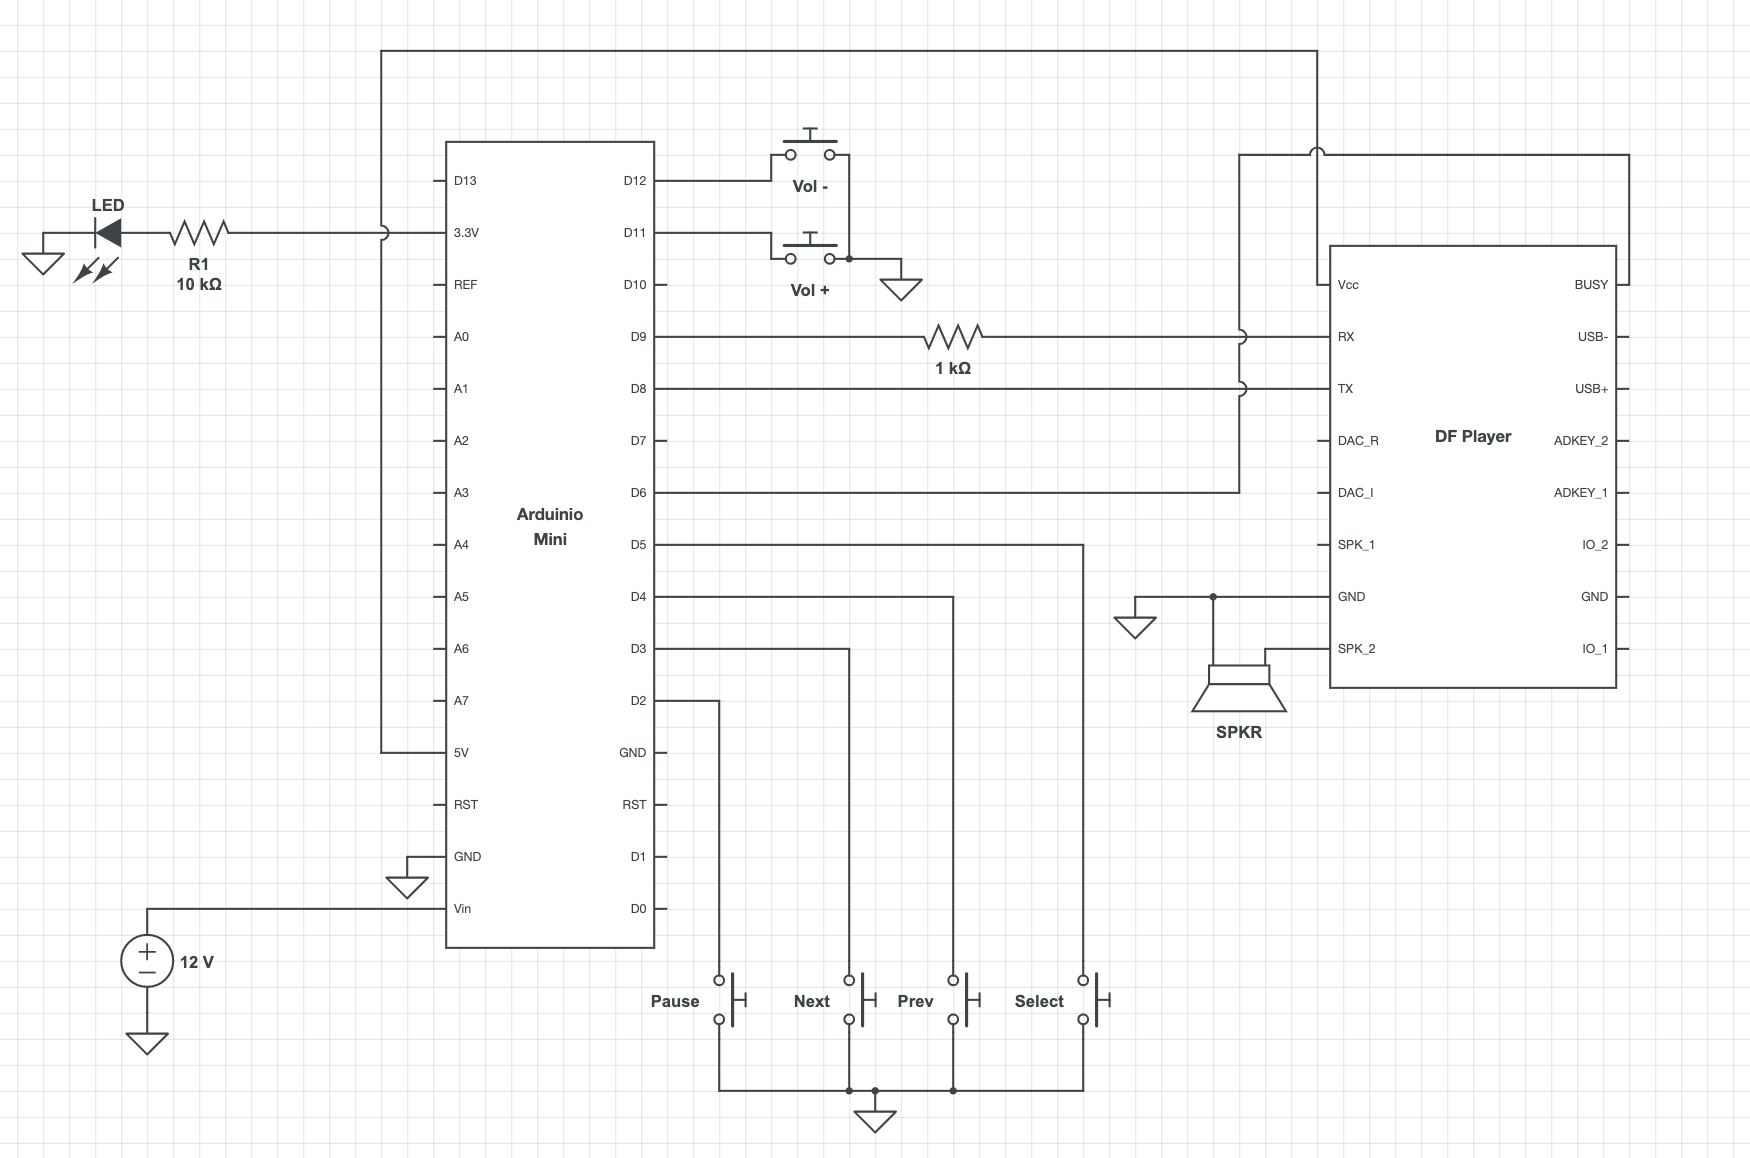 LED
R1
10 kΩ
12 V
D13
3.3V
REF
A0
A1
A2
A3
A4
A5
A6
A7
5V
RST
GND
Vin
Arduinio
Mini
D12
D11
D10
D9
D8
D7
D6
D5
D4
D3
D2
GND
RST
D1
D0
Vol -
Vol +
1 kΩ
Pause
Next
Prev
Select
SPKR
Vcc
RX
TX
DAC_R
DAC_I
SPK_1
GND
SPK_2
DF Player
BUSY
USB-
USB+
ADKEY_2
ADKEY_1
IO_2
GND
IO_1